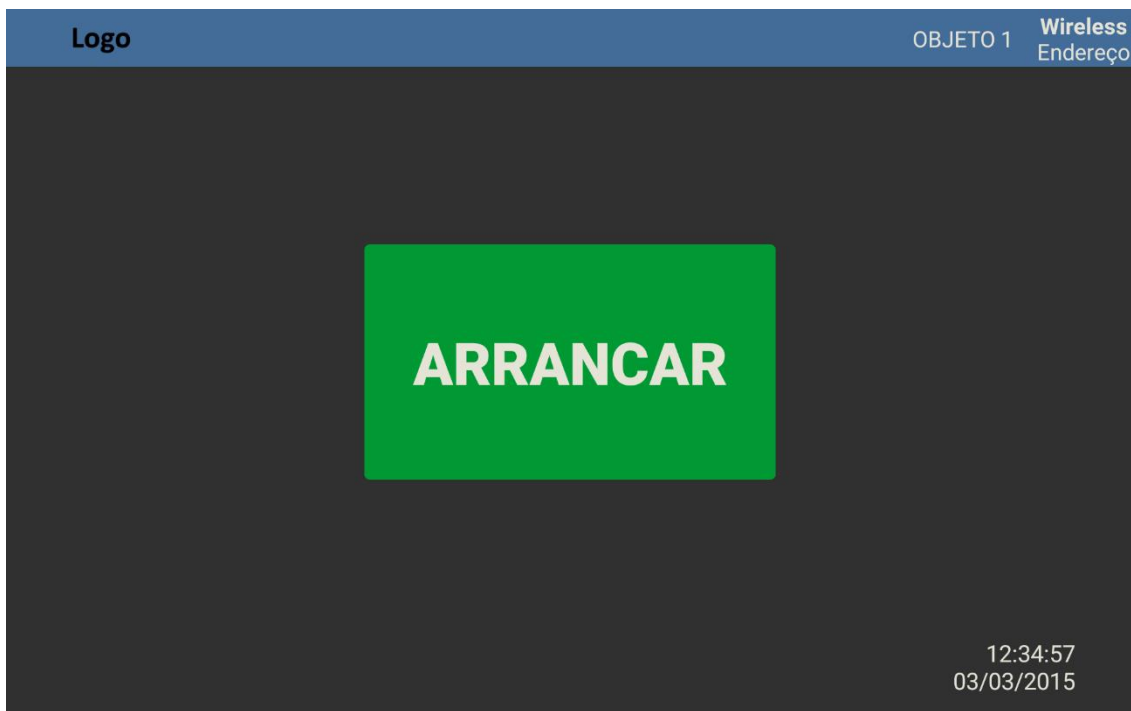 Logo
OBJETO 1
Wireless
Endereço
ARRANCAR
12:34:57
03/03/2015